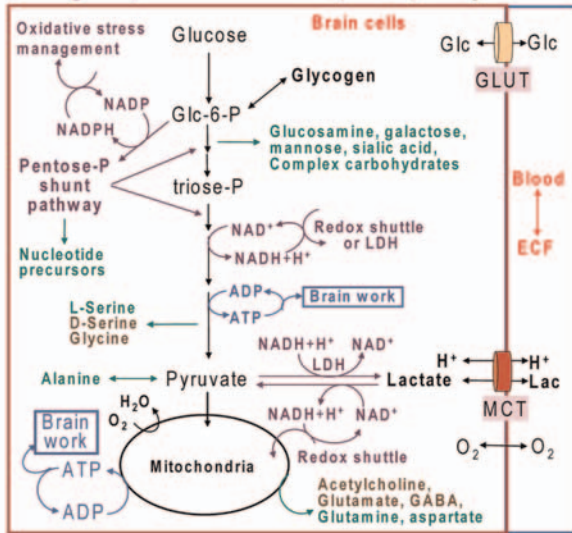 Brain cells
Oxidative stress
management
Glucose
Glc
Glc
GLUT
Glycogen
NADP
NADPH
Glc-6-P
Glucosamine, galactose,
mannose, sialic acid,
Complex carbohydrates
Pentose-P
shunt
pathway
triose-P
Blood
ECF
Nucleotide
precursors
NAD⁺
NADH+H⁺
Redox shuttle
or LDH
ADP
ATP
Brain work
L-Serine
D-Serine
Glycine
NADH+H⁺
NAD⁺
LDH
H⁺
H⁺
Alanine
Pyruvate
Lactate
Lac
MCT
H₂O
O₂
NADH+H⁺
NAD⁺
Redox shuttle
O₂
O₂
Brain
work
ATP
ADP
Mitochondria
Acetylcholine,
Glutamate, GABA,
Glutamine, aspartate